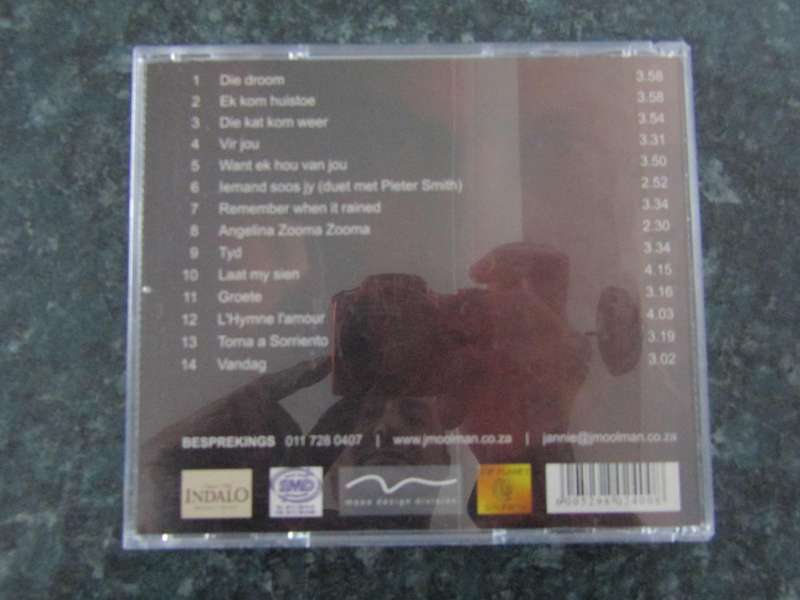 1 Die droom 3.58
2 Ek kom huistoe 3.58
3 Die kat kom weer 3.54
4 Vir jou 3.31
5 Want ek hou van jou 3.50
6 Iemand soos jy (duet met Pieter Smith) 2.52
7 Remember when it rained 3.34
8 Angelina Zooma Zooma 2.30
9 Tyd 3.34
10 Laat my sien 4.15
11 Groete 3.16
12 L'Hymne l'amour 4.03
13 Torna a Sorriento 3.19
14 Vandag 3.02
BESPREKINGS 011 728 0407 | www.jmoolman.co.za | jannie@jmoolman.co.za
INDALO
SMD
maps design division